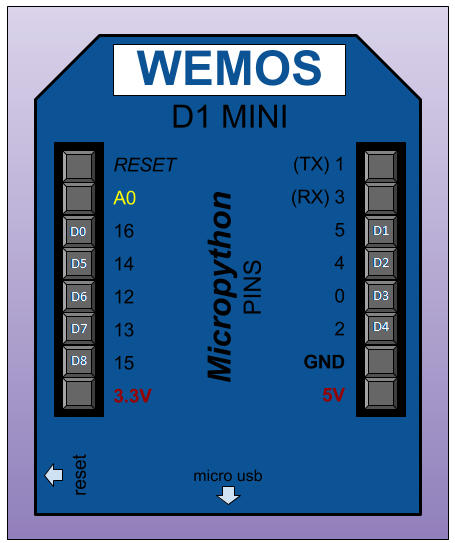 WEMOS
D1 MINI
RESET (TX) 1
A0 (RX) 3
D0 16 5 D1
D5 14 4 D2
D6 12 0 D3
D7 13 2 D4
D8 15 GND
3.3V 5V
Micropython
PINS
reset
micro usb